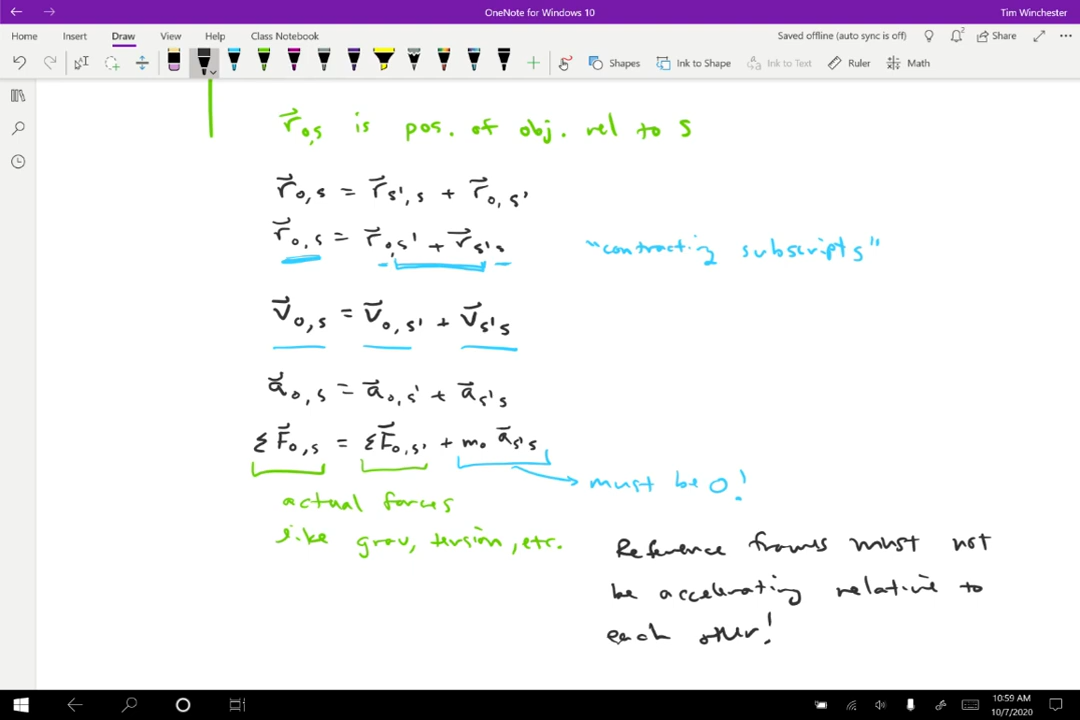 OneNote for Windows 10
Tim Winchester
Home Insert Draw View Help Class Notebook
Saved offline (auto sync is off) Share
Shapes Ink to Shape Ink to Text Ruler Math
r⃗o,s is pos. of obj. rel to S
r⃗o,s = r⃗s',s + r⃗o,s'
r⃗o,s = r⃗o,s' + r⃗s's
"contracting subscripts"
v⃗o,s = v⃗o,s' + v⃗s's
a⃗o,s = a⃗o,s' + a⃗s's
ΣF⃗o,s = ΣF⃗o,s' + mo a⃗s's
must be 0!
actual forces
like grav, tension, etc.
Reference frames must not
be accelerating relative to
each other!
10:59 AM
10/7/2020